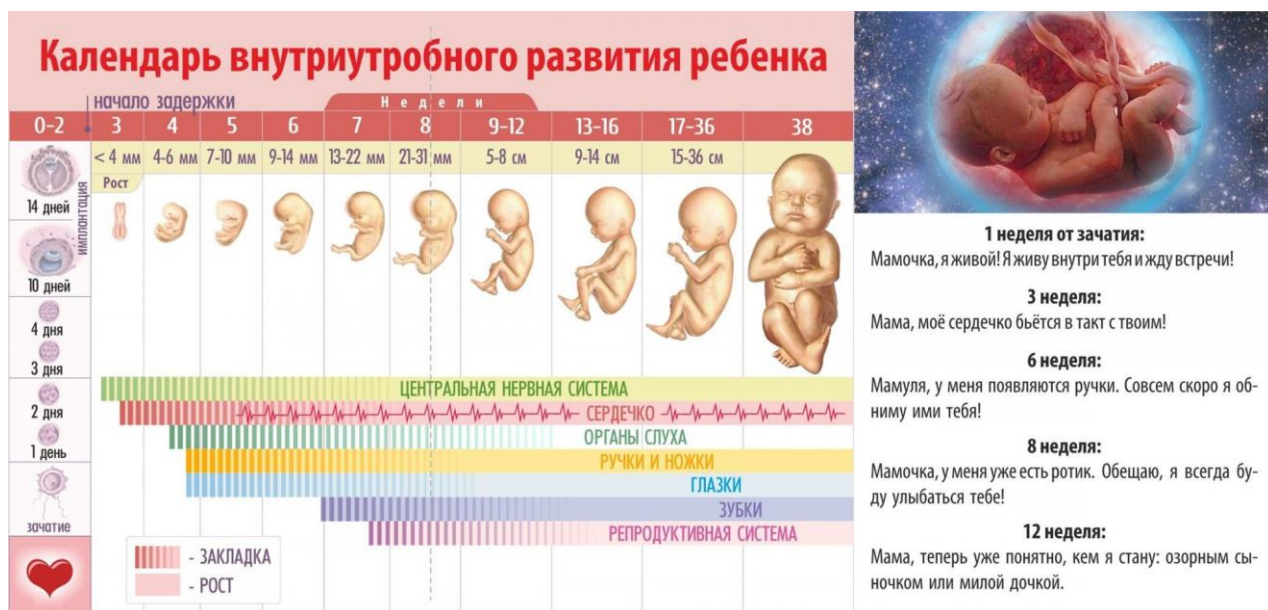 Календарь внутриутробного развития ребенка
начало задержки
Недели
0-2 3 4 5 6 7 8 9-12 13-16 17-36 38
< 4 мм 4-6 мм 7-10 мм 9-14 мм 13-22 мм 21-31 мм 5-8 см 9-14 см 15-36 см
Рост
имплантация
14 дней
10 дней
4 дня
3 дня
2 дня
1 день
зачатие
ЦЕНТРАЛЬНАЯ НЕРВНАЯ СИСТЕМА
СЕРДЕЧКО
ОРГАНЫ СЛУХА
РУЧКИ И НОЖКИ
ГЛАЗКИ
ЗУБКИ
РЕПРОДУКТИВНАЯ СИСТЕМА
- ЗАКЛАДКА
- РОСТ
1 неделя от зачатия:
Мамочка, я живой! Я живу внутри тебя и жду встречи!
3 неделя:
Мама, моё сердечко бьётся в такт с твоим!
6 неделя:
Мамуля, у меня появляются ручки. Совсем скоро я об-
ниму ими тебя!
8 неделя:
Мамочка, у меня уже есть ротик. Обещаю, я всегда бу-
ду улыбаться тебе!
12 неделя:
Мама, теперь уже понятно, кем я стану: озорным сы-
ночком или милой дочкой.